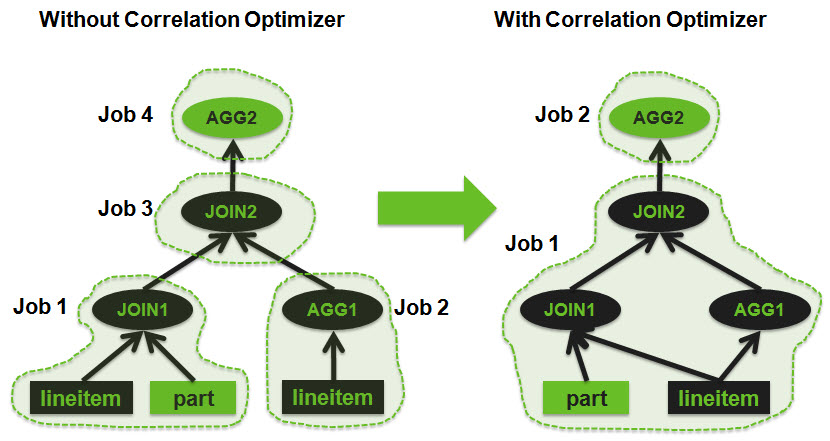 Without Correlation Optimizer
With Correlation Optimizer
Job 4
AGG2
Job 3
JOIN2
Job 1
JOIN1
AGG1
Job 2
lineitem
part
lineitem
Job 2
AGG2
JOIN2
Job 1
JOIN1
AGG1
part
lineitem